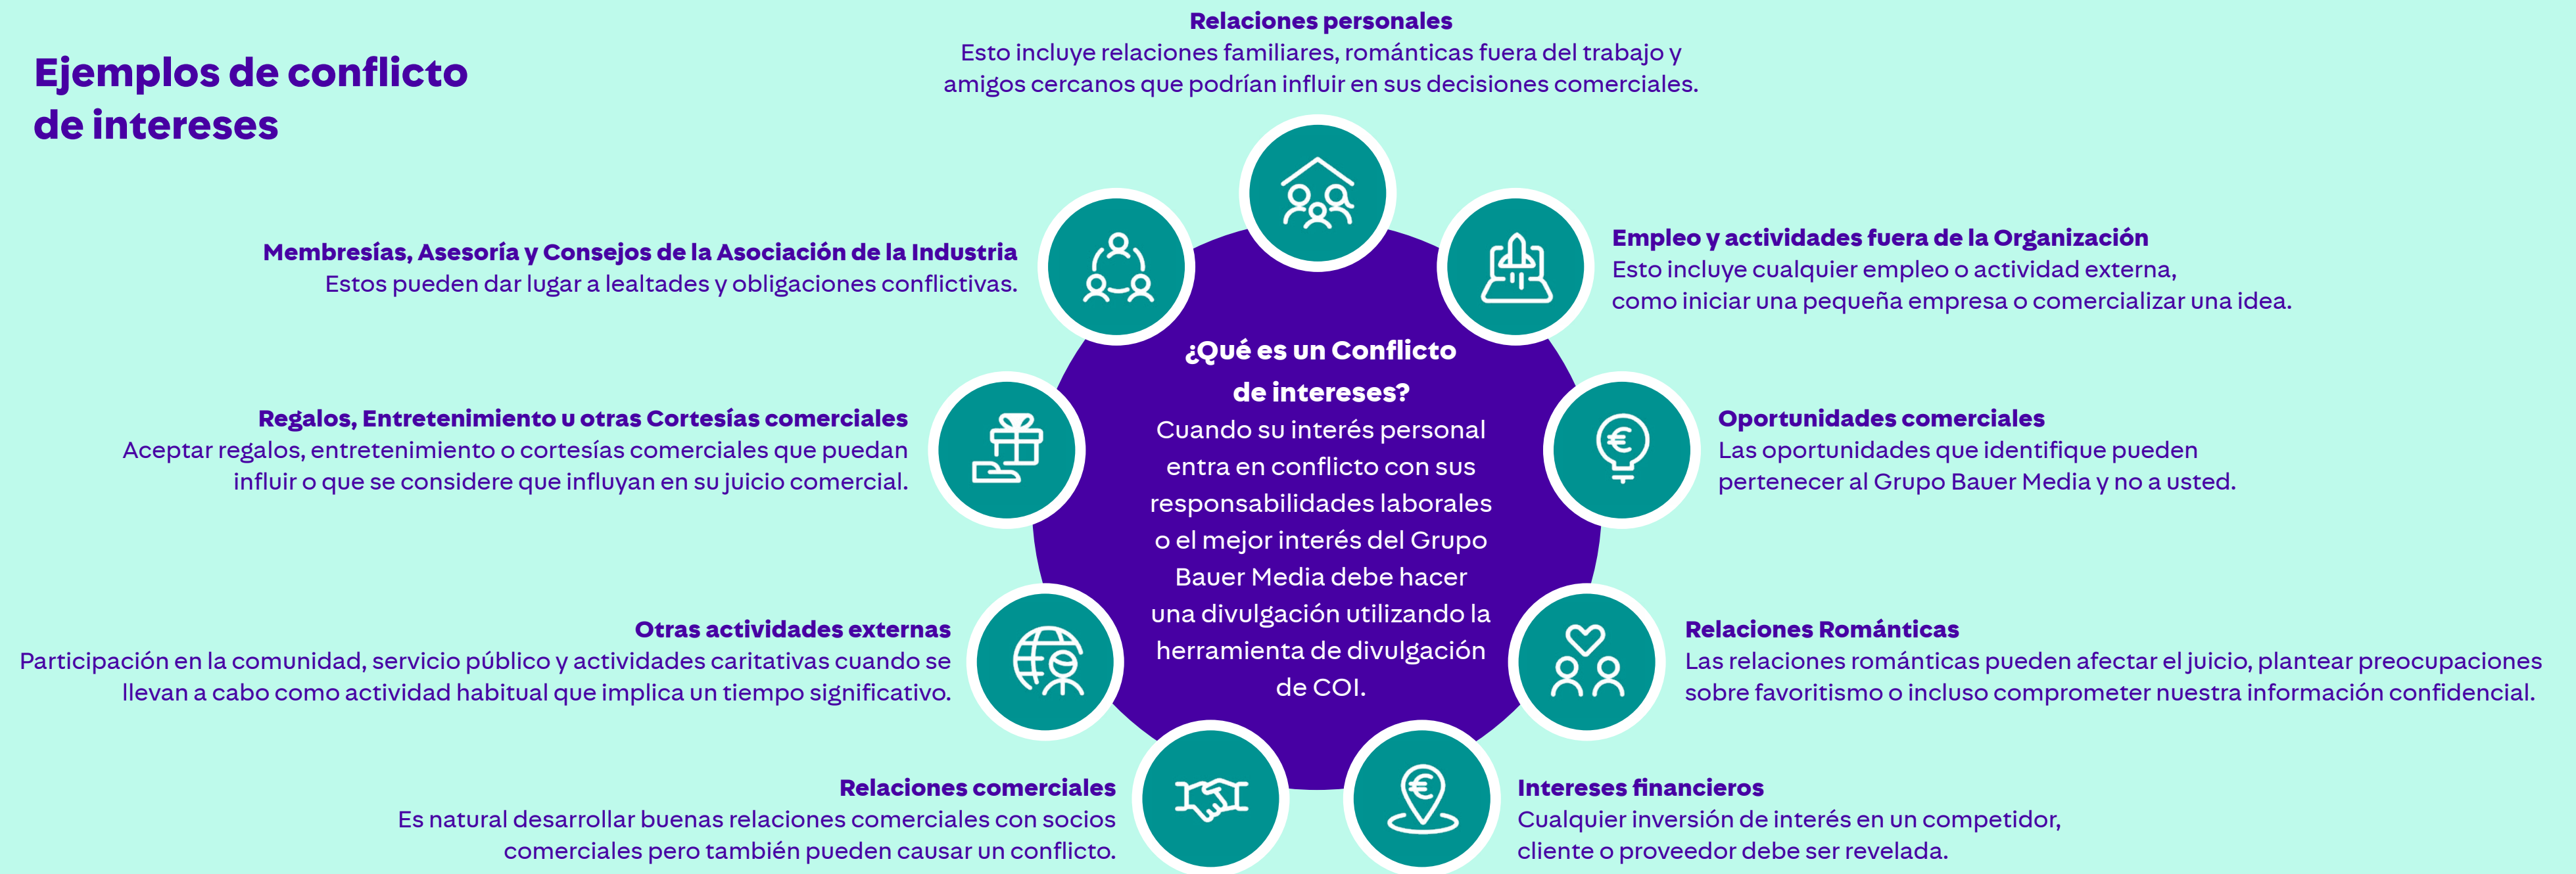 Ejemplos de conflicto
de intereses
Relaciones personales
Esto incluye relaciones familiares, románticas fuera del trabajo y
amigos cercanos que podrían influir en sus decisiones comerciales.
Empleo y actividades fuera de la Organización
Esto incluye cualquier empleo o actividad externa,
como iniciar una pequeña empresa o comercializar una idea.
Oportunidades comerciales
Las oportunidades que identifique pueden
pertenecer al Grupo Bauer Media y no a usted.
Relaciones Románticas
Las relaciones románticas pueden afectar el juicio, plantear preocupaciones
sobre favoritismo o incluso comprometer nuestra información confidencial.
Intereses financieros
Cualquier inversión de interés en un competidor,
cliente o proveedor debe ser revelada.
Relaciones comerciales
Es natural desarrollar buenas relaciones comerciales con socios
comerciales pero también pueden causar un conflicto.
Otras actividades externas
Participación en la comunidad, servicio público y actividades caritativas cuando se
llevan a cabo como actividad habitual que implica un tiempo significativo.
Regalos, Entretenimiento u otras Cortesías comerciales
Aceptar regalos, entretenimiento o cortesías comerciales que puedan
influir o que se considere que influyan en su juicio comercial.
Membresías, Asesoría y Consejos de la Asociación de la Industria
Estos pueden dar lugar a lealtades y obligaciones conflictivas.
¿Qué es un Conflicto
de intereses?
Cuando su interés personal
entra en conflicto con sus
responsabilidades laborales
o el mejor interés del Grupo
Bauer Media debe hacer
una divulgación utilizando la
herramienta de divulgación
de COI.